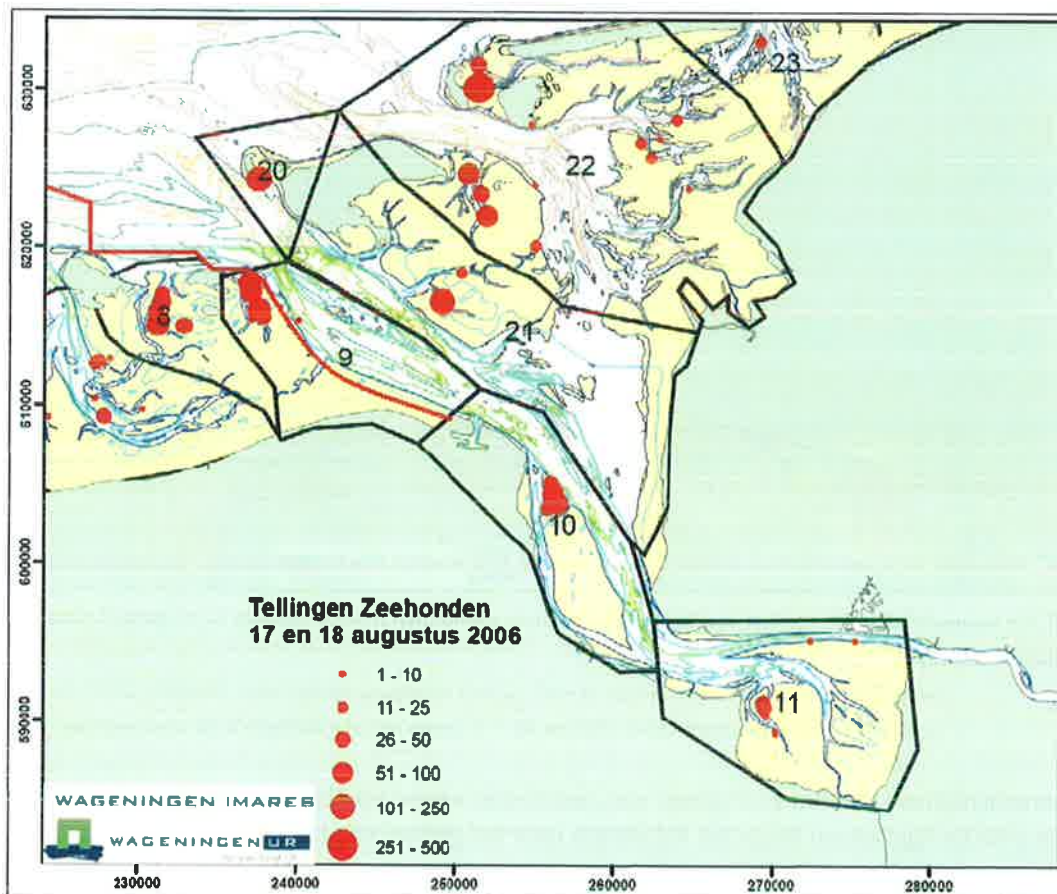 630000
620000
610000
600000
590000
23
22
20
21
8
9
10
11
Tellingen Zeehonden
17 en 18 augustus 2006
1 - 10
11 - 25
26 - 50
51 - 100
101 - 250
251 - 500
WAGENINGEN IMARES
WAGENINGEN UR
230000
240000
250000
260000
270000
280000